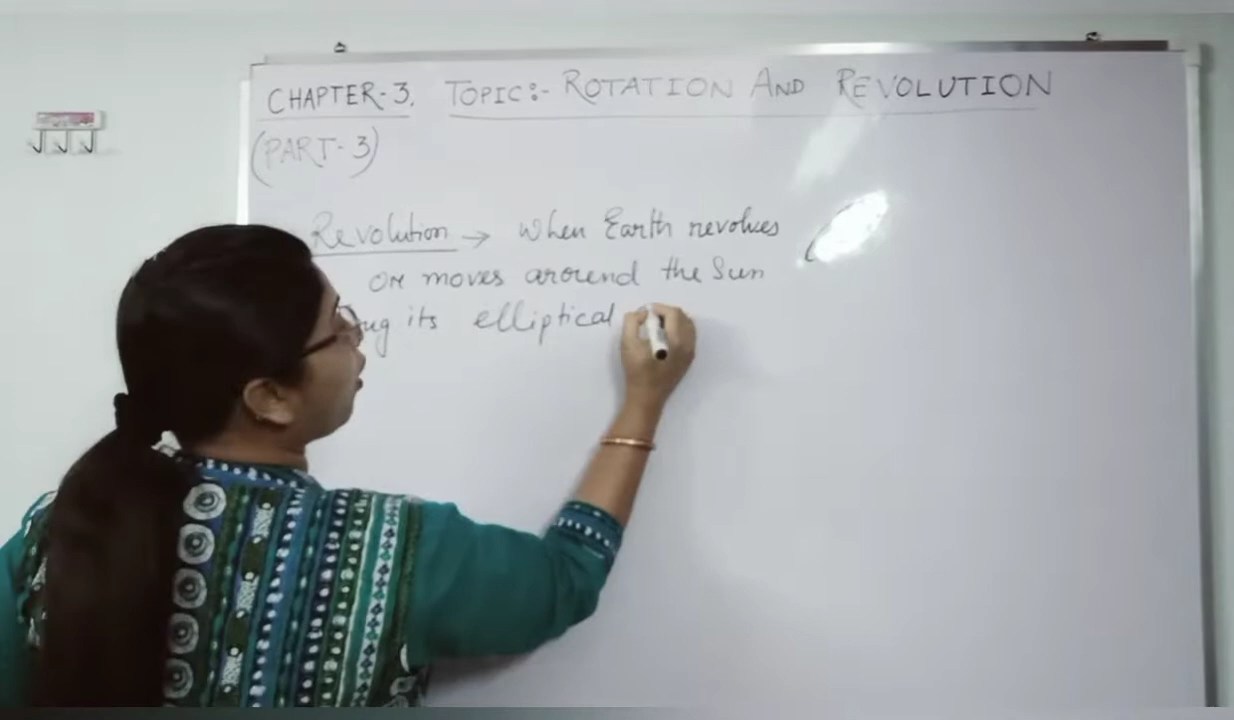 CHAPTER-3. TOPIC:- ROTATION AND REVOLUTION
(PART-3)
Revolution → When Earth revolves
or moves around the Sun
its elliptical